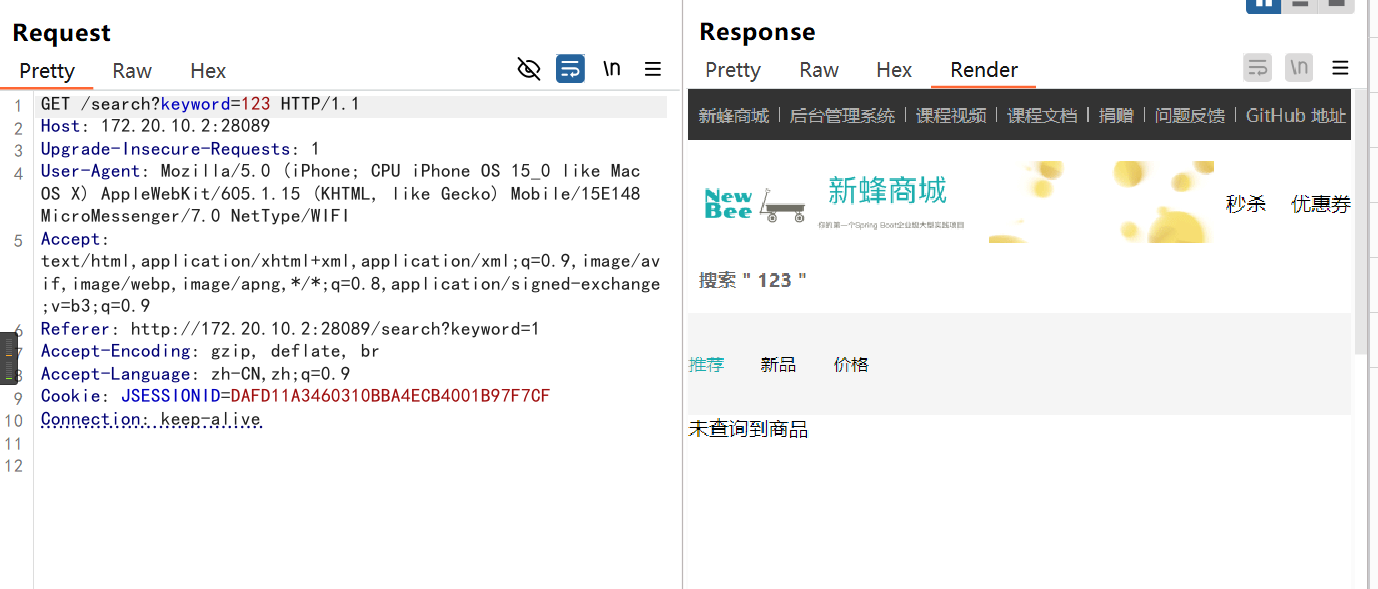 Request
Pretty Raw Hex
\n
1 GET /search?keyword=123 HTTP/1.1
2 Host: 172.20.10.2:28089
3 Upgrade-Insecure-Requests: 1
4 User-Agent: Mozilla/5.0 (iPhone; CPU iPhone OS 15_0 like Mac
OS X) AppleWebKit/605.1.15 (KHTML, like Gecko) Mobile/15E148
MicroMessenger/7.0 NetType/WIFI
5 Accept:
text/html,application/xhtml+xml,application/xml;q=0.9,image/av
if,image/webp,image/apng,*/*;q=0.8,application/signed-exchange
;v=b3;q=0.9
6 Referer: http://172.20.10.2:28089/search?keyword=1
7 Accept-Encoding: gzip, deflate, br
8 Accept-Language: zh-CN,zh;q=0.9
9 Cookie: JSESSIONID=DAFD11A3460310BBA4ECB4001B97F7CF
10 Connection: keep-alive
11
12
Response
Pretty Raw Hex Render
\n
新蜂商城 | 后台管理系统 | 课程视频 | 课程文档 | 捐赠 | 问题反馈 | GitHub 地址
New
Bee
新蜂商城
你的第一个Spring Boot企业级大型实践项目
秒杀 优惠券
搜索 " 123 "
推荐 新品 价格
未查询到商品